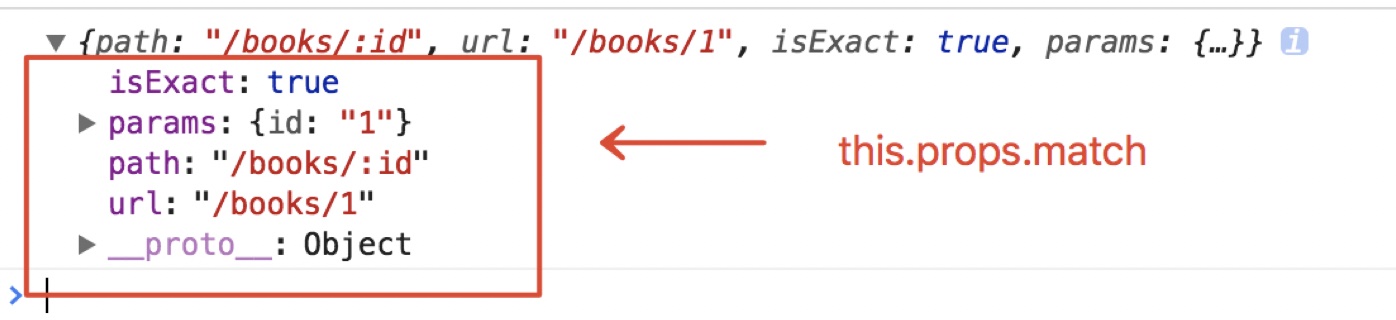 ▼ {path: "/books/:id", url: "/books/1", isExact: true, params: {…}} i
isExact: true
▶ params: {id: "1"}
path: "/books/:id"
url: "/books/1"
▶ __proto__: Object
this.props.match
>